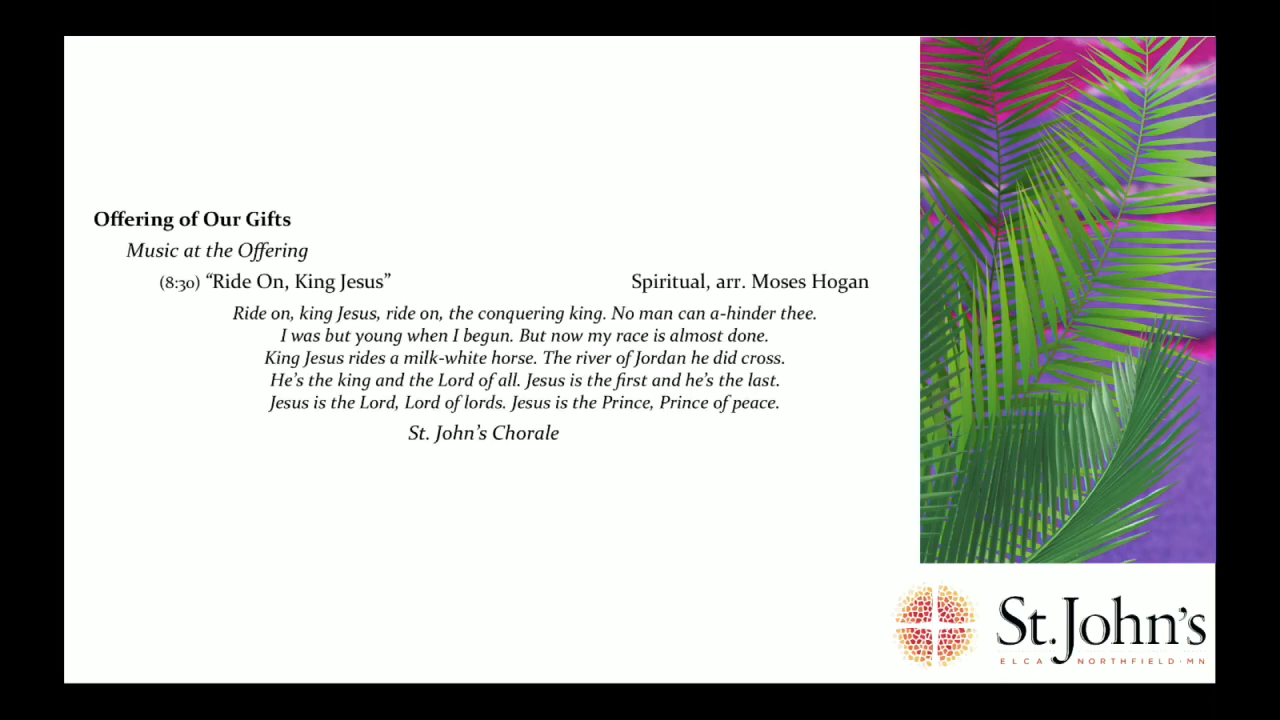 Offering of Our Gifts
Music at the Offering
(8:30) “Ride On, King Jesus” Spiritual, arr. Moses Hogan
Ride on, king Jesus, ride on, the conquering king. No man can a-hinder thee.
I was but young when I begun. But now my race is almost done.
King Jesus rides a milk-white horse. The river of Jordan he did cross.
He’s the king and the Lord of all. Jesus is the first and he’s the last.
Jesus is the Lord, Lord of lords. Jesus is the Prince, Prince of peace.
St. John’s Chorale
St. John’s
ELCA NORTHFIELD · MN